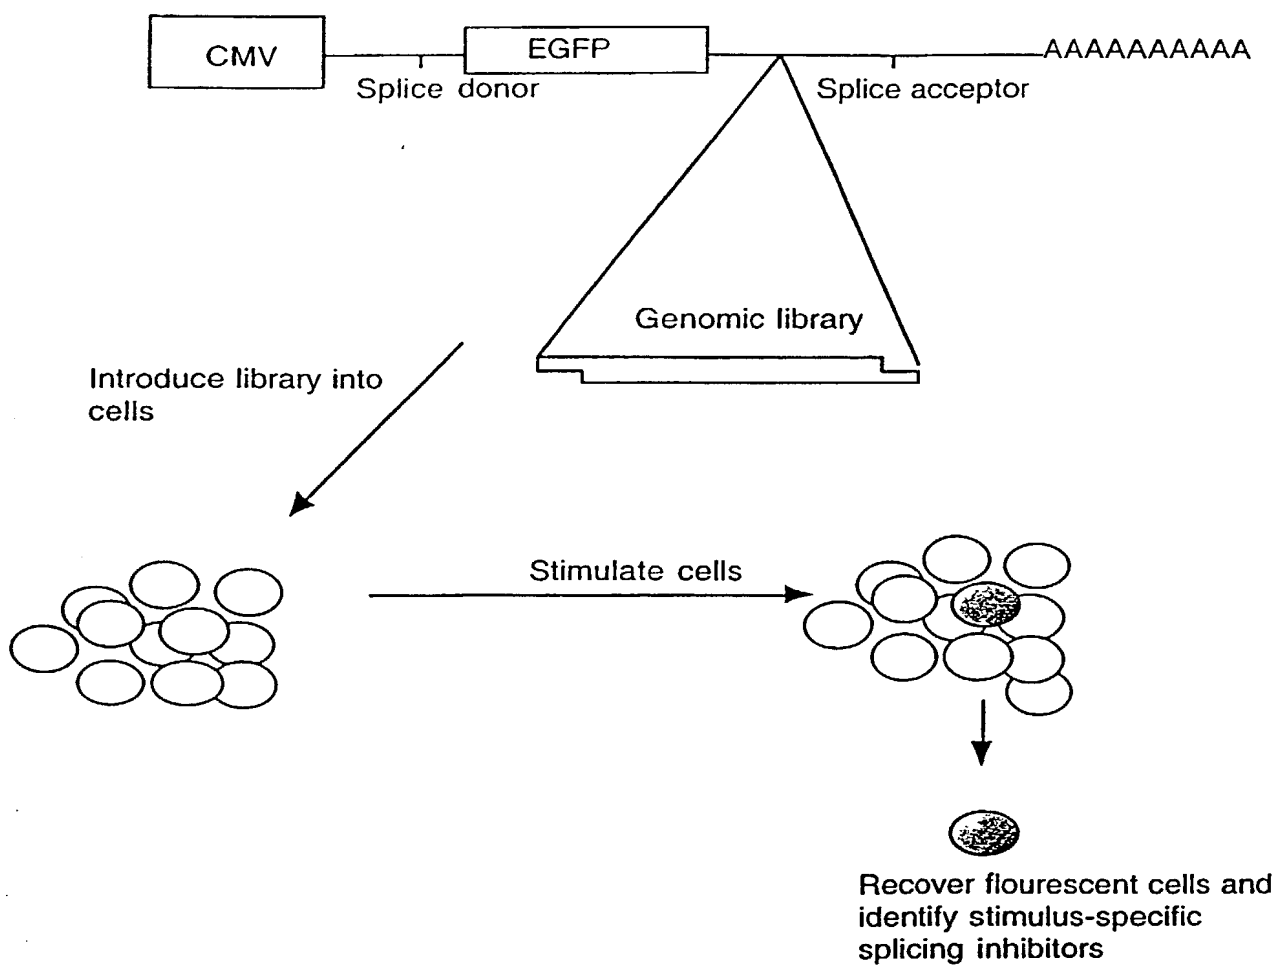 CMV
EGFP
AAAAAAAAAA
Splice donor
Splice acceptor
Genomic library
Introduce library into
cells
Stimulate cells
Recover flourescent cells and
identify stimulus-specific
splicing inhibitors